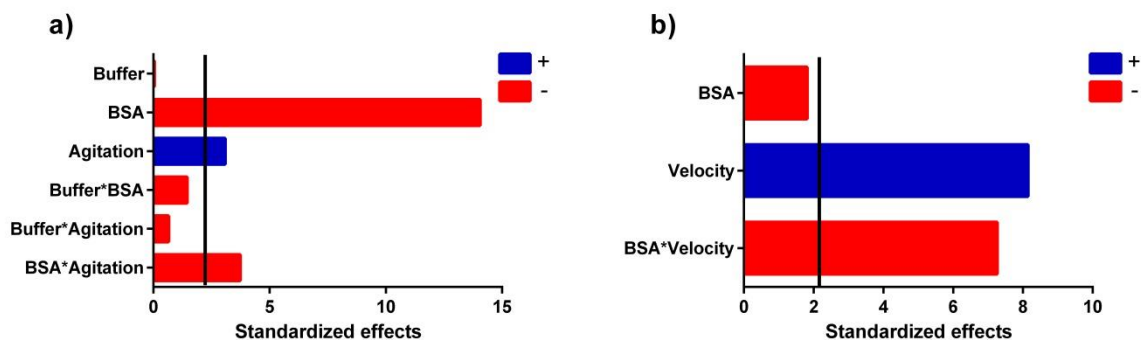 a)
Buffer
BSA
Agitation
Buffer*BSA
Buffer*Agitation
BSA*Agitation
0 5 10 15
Standardized effects
+
-
b)
BSA
Velocity
BSA*Velocity
0 2 4 6 8 10
Standardized effects
+
-